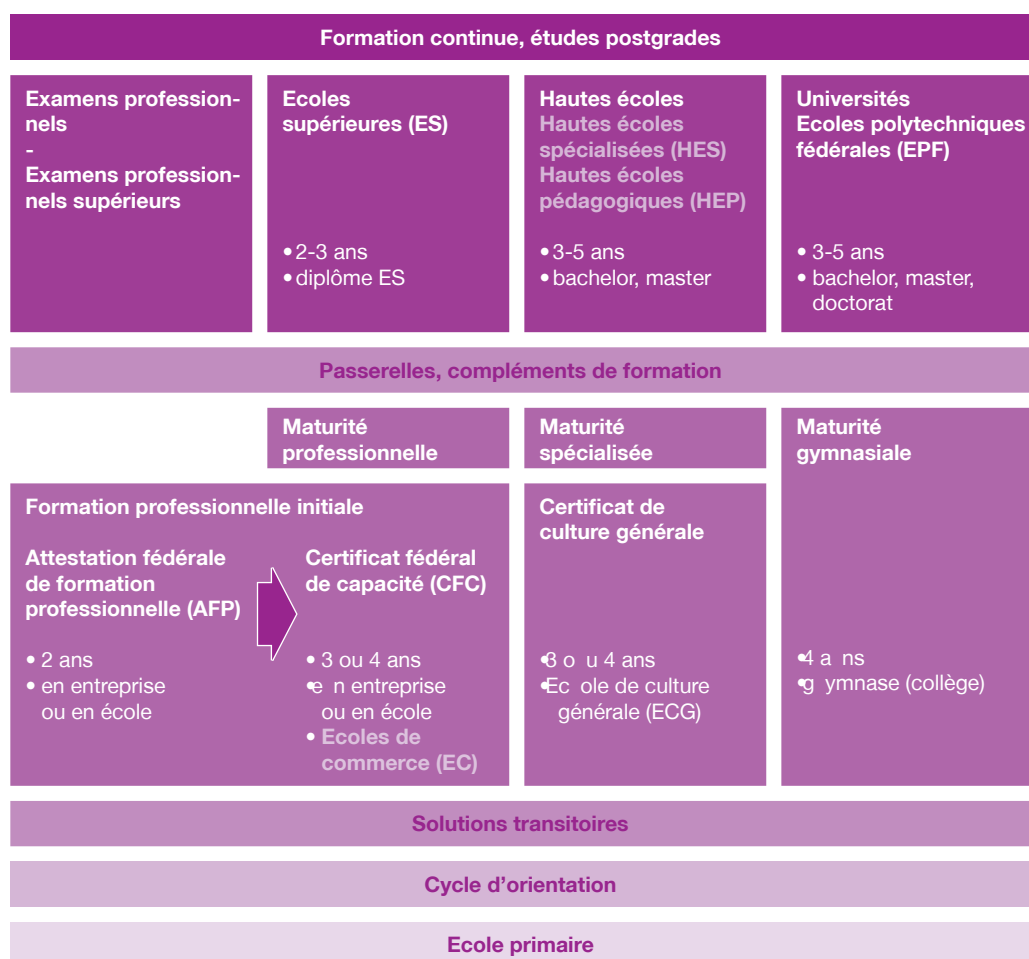 Formation continue, études postgrades
Examens profession-
nels
-
Examens profession-
nels supérieurs
Ecoles
supérieures (ES)
• 2-3 ans
• diplôme ES
Hautes écoles
Hautes écoles
spécialisées (HES)
Hautes écoles
pédagogiques (HEP)
• 3-5 ans
• bachelor, master
Universités
Ecoles polytechniques
fédérales (EPF)
• 3-5 ans
• bachelor, master,
doctorat
Passerelles, compléments de formation
Maturité
professionnelle
Maturité
spécialisée
Maturité
gymnasiale
Formation professionnelle initiale
Attestation fédérale
de formation
professionnelle (AFP)
• 2 ans
• en entreprise
ou en école
Certificat fédéral
de capacité (CFC)
• 3 ou 4 ans
• e n entreprise
ou en école
• Ecoles de
commerce (EC)
Certificat de
culture générale
• 3 o u 4 ans
• Ec ole de culture
générale (ECG)
• 4 a ns
• g ymnase (collège)
Solutions transitoires
Cycle d’orientation
Ecole primaire